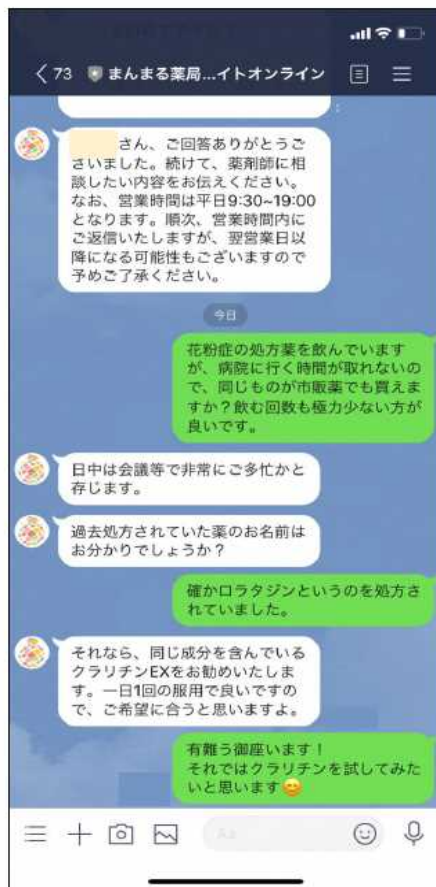 73
まんまる薬局...イトオンライン
さん、ご回答ありがとうご
ざいました。続けて、薬剤師に相
談したい内容をお伝えください。
なお、営業時間は平日9:30~19:00
となります。順次、営業時間内に
ご返信いたしますが、翌営業日以
降になる可能性もございますので
予めご了承ください。
今日
花粉症の処方薬を飲んでいます
が、病院に行く時間が取れないの
で、同じものが市販薬でも買えま
すか？飲む回数も極力少ない方が
良いです。
日中は会議等で非常にご多忙かと
存じます。
過去処方されていた薬のお名前は
お分かりでしょうか？
確かロラタジンというのを処方さ
れていました。
それなら、同じ成分を含んでいる
クラリチンEXをお勧めいたしま
す。一日1回の服用で良いですの
で、ご希望に合うと思いますよ。
有難う御座います！
それではクラリチンを試してみた
いと思います😊
Aa